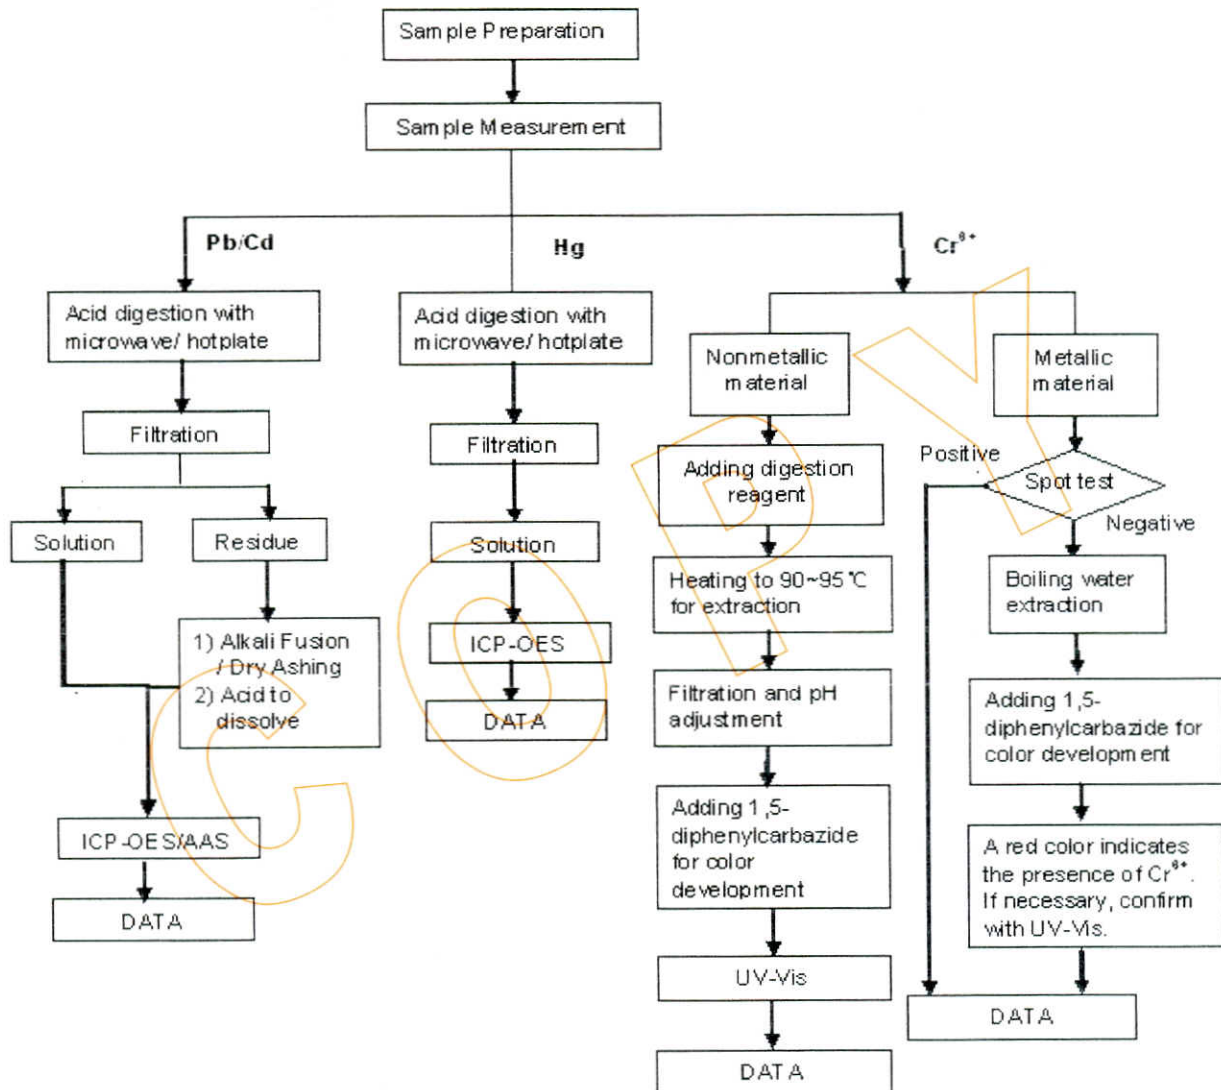 Sample Preparation
Sample Measurement
Pb/Cd
Hg
Cr⁶⁺
Acid digestion with
microwave/ hotplate
Filtration
Solution
Residue
1) Alkali Fusion
/ Dry Ashing
2) Acid to
dissolve
ICP-OES/AAS
DATA
Acid digestion with
microwave/ hotplate
Filtration
Solution
ICP-OES
DATA
Nonmetallic
material
Adding digestion
reagent
Heating to 90~95℃
for extraction
Filtration and pH
adjustment
Adding 1,5-
diphenylcarbazide
for color
development
UV-Vis
DATA
Metallic
material
Positive
Spot test
Negative
Boiling water
extraction
Adding 1,5-
diphenylcarbazide for
color development
A red color indicates
the presence of Cr⁶⁺.
If necessary, confirm
with UV-Vis.
DATA
COPY